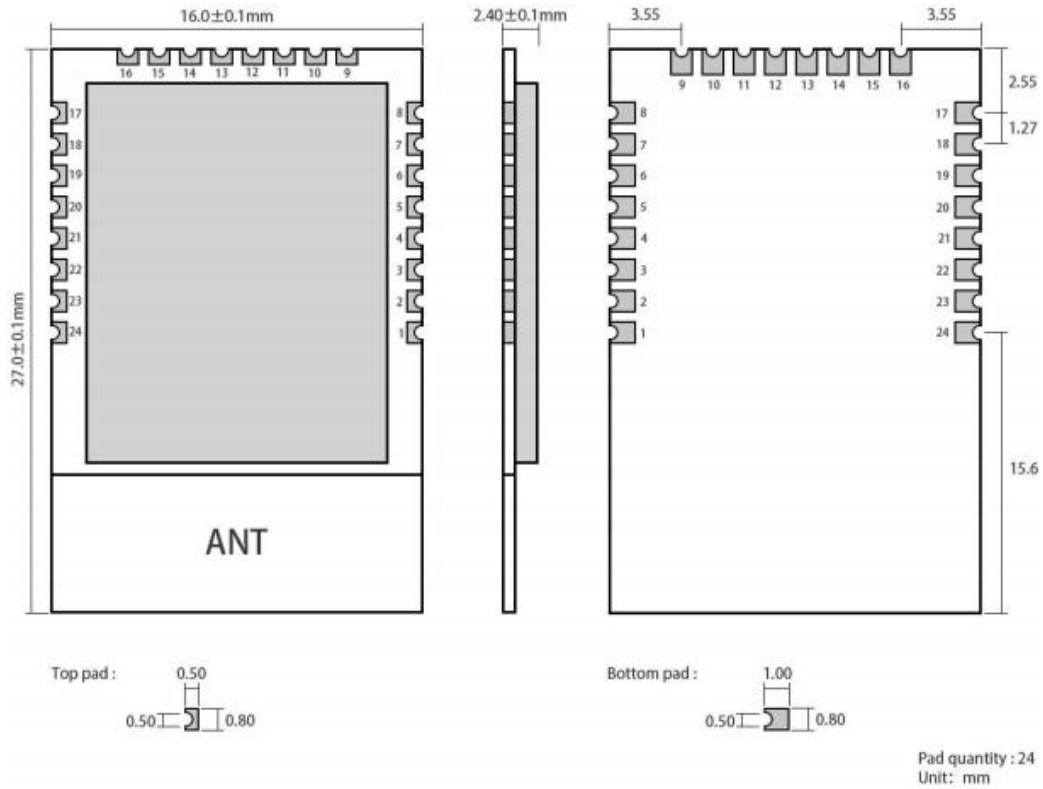 16.0±0.1mm
2.40±0.1mm
3.55
3.55
16 15 14 13 12 11 10 9
9 10 11 12 13 14 15 16
2.55
17 8 8 17
1.27
18 7 7 18
19 6 6 19
20 5 5 20
21 4 4 21
22 3 3 22
23 2 2 23
24 1 1 24
27.0±0.1mm
15.6
ANT
Top pad : 0.50
0.50 0.80
Bottom pad : 1.00
0.50 0.80
Pad quantity : 24
Unit: mm